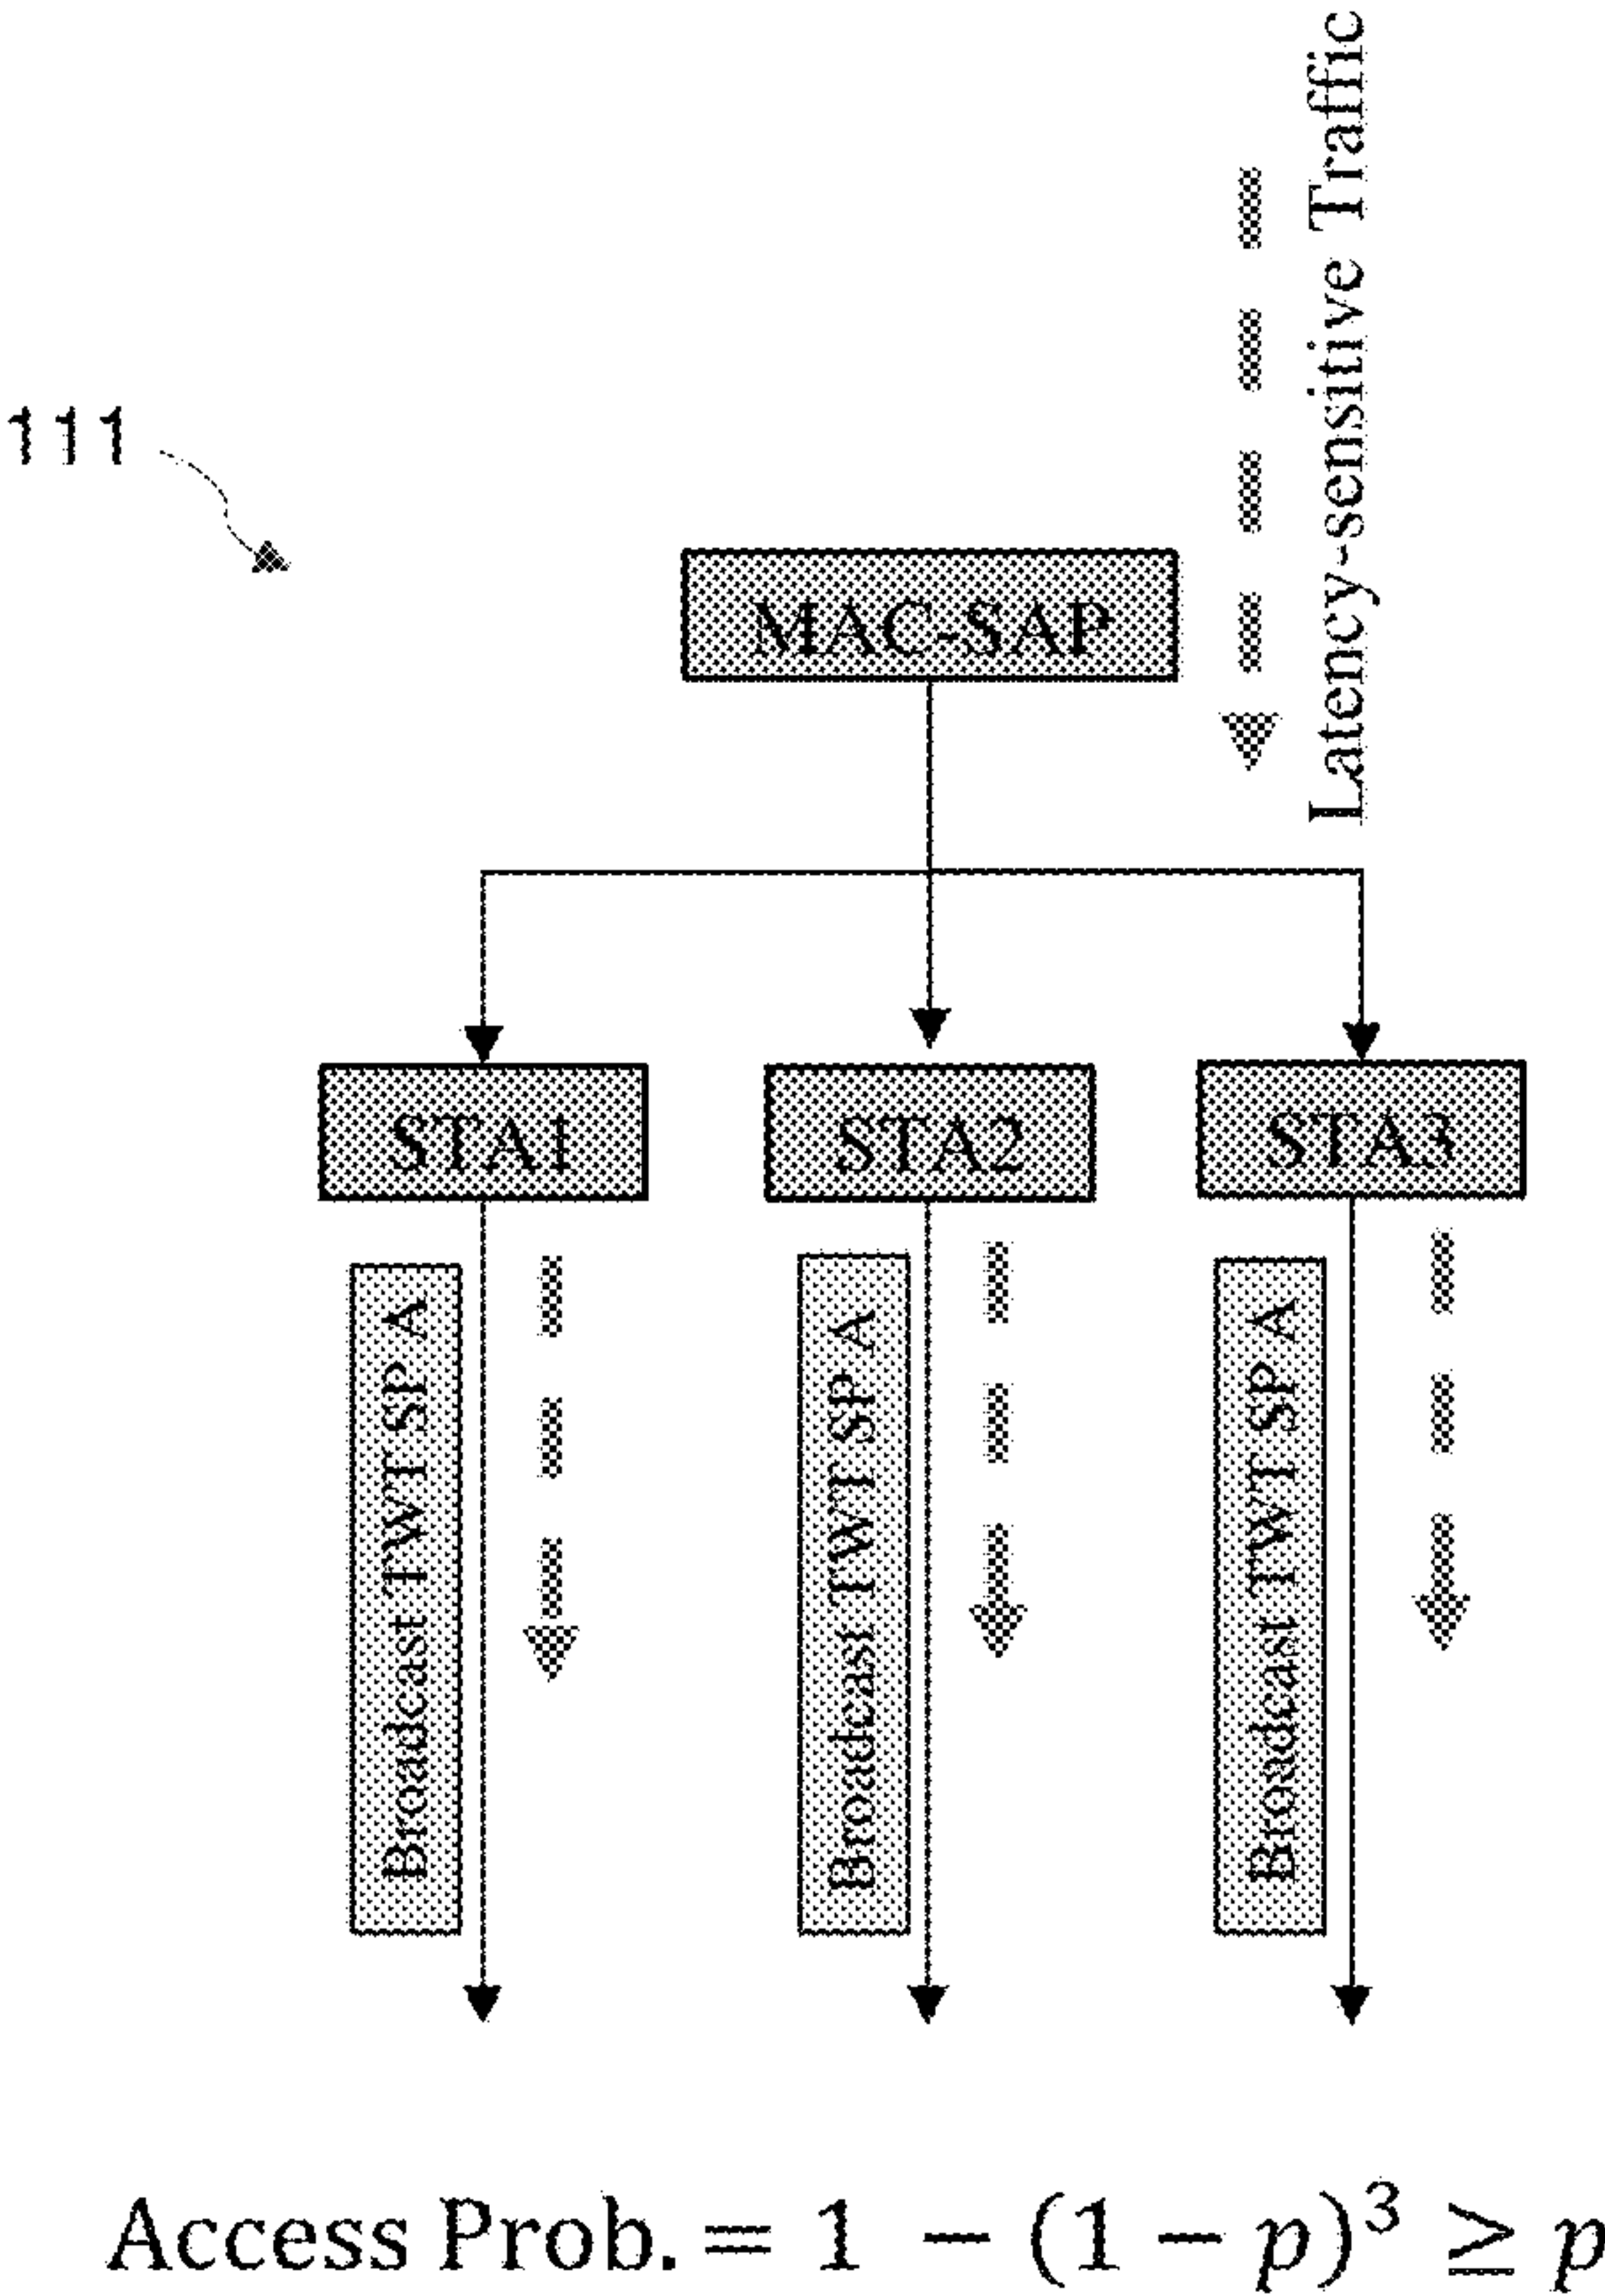 Latency-sensitive Traffic
111
MAC-SAP
STA1
STA2
STA3
Broadcast TWT SP A
Broadcast TWT SP A
Broadcast TWT SP A
Access Prob. = 1 − (1 − p)³ ≥ p